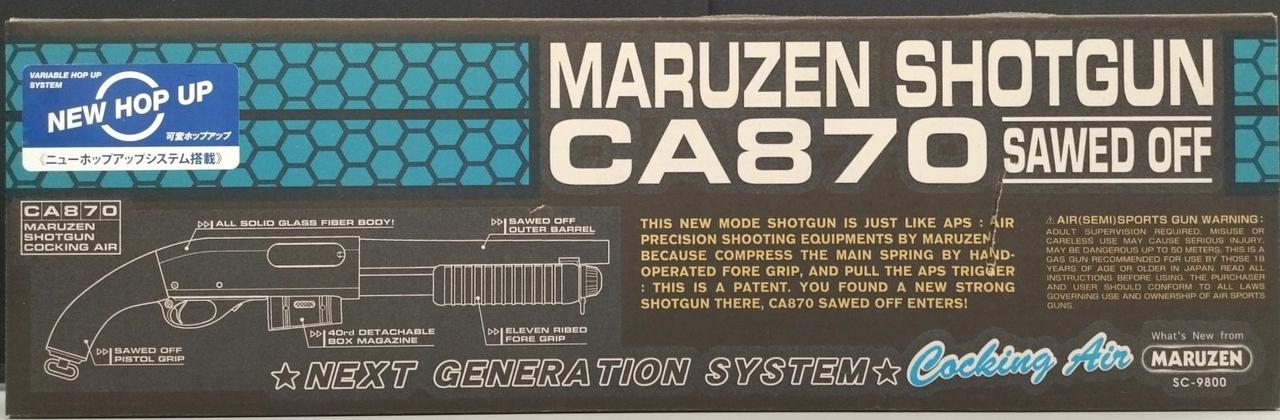 VARIABLE HOP UP
SYSTEM
NEW HOP UP
可変ホップアップ
《ニューホップアップシステム搭載》
MARUZEN SHOTGUN
CA870
SAWED OFF
CA870
MARUZEN
SHOTGUN
COCKING AIR
ALL SOLID GLASS FIBER BODY!
SAWED OFF
OUTER BARREL
40rd DETACHABLE
BOX MAGAZINE
ELEVEN RIBED
FORE GRIP
SAWED OFF
PISTOL GRIP
THIS NEW MODE SHOTGUN IS JUST LIKE APS : AIR
PRECISION SHOOTING EQUIPMENTS BY MARUZEN,
BECAUSE COMPRESS THE MAIN SPRING BY HAND-
OPERATED FORE GRIP, AND PULL THE APS TRIGGER
: THIS IS A PATENT. YOU FOUND A NEW STRONG
SHOTGUN THERE, CA870 SAWED OFF ENTERS!
⚠AIR(SEMI)SPORTS GUN WARNING:
ADULT SUPERVISION REQUIRED, MISUSE OR
CARELESS USE MAY CAUSE SERIOUS INJURY.
MAY BE DANGEROUS UP TO 50 METERS. THIS IS A
GAS GUN RECOMMENDED FOR USE BY THOSE 18
YEARS OF AGE OR OLDER IN JAPAN. READ ALL
INSTRUCTIONS BEFORE USING. THE PURCHASER
AND USER SHOULD CONFORM TO ALL LAWS
GOVERNING USE AND OWNERSHIP OF AIR SPORTS
GUNS.
☆NEXT GENERATION SYSTEM☆
Cocking Air
What's New from
MARUZEN
SC-9800